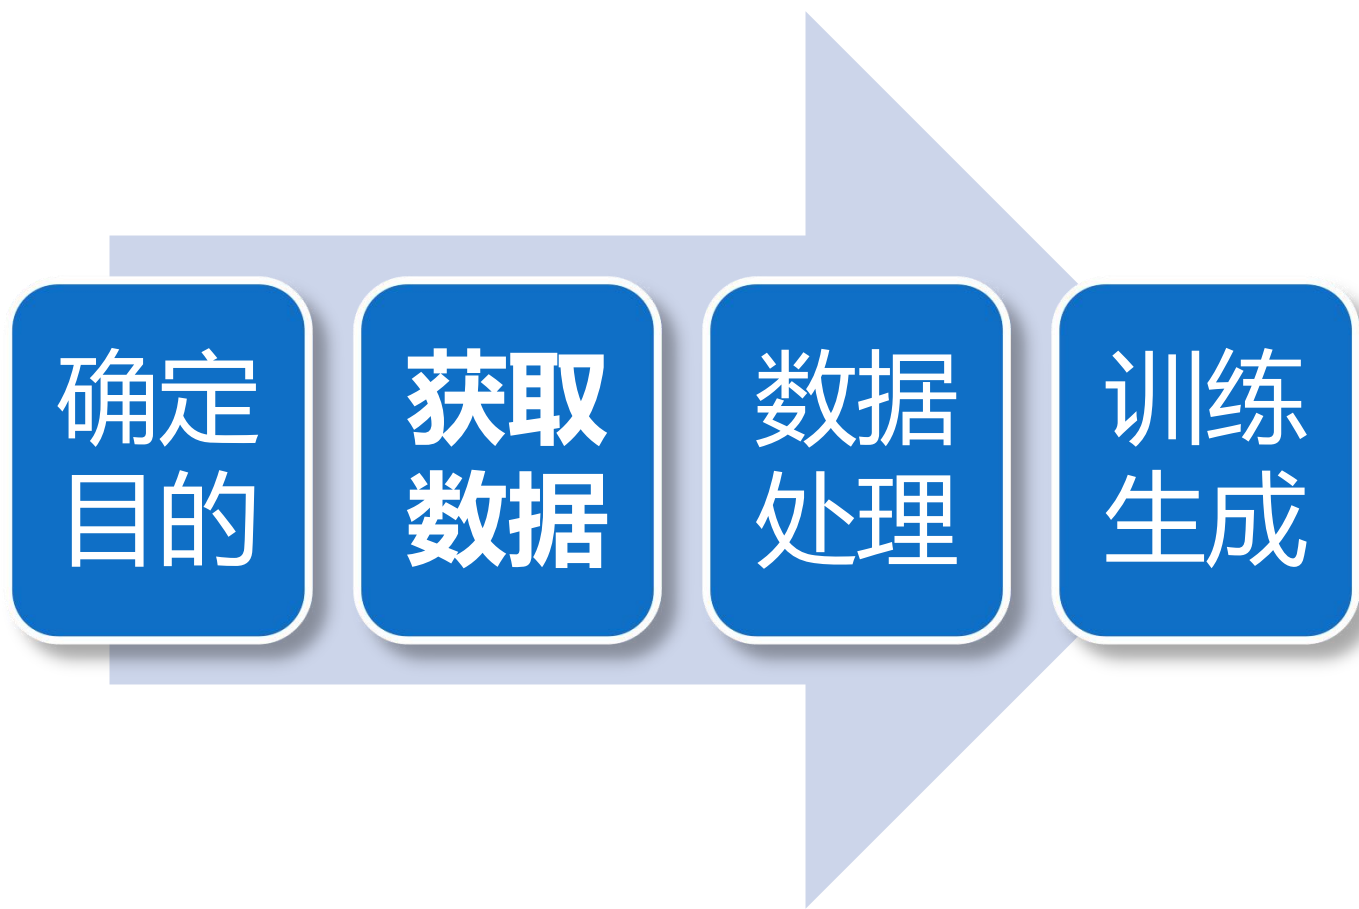 确定
目的
获取
数据
数据
处理
训练
生成